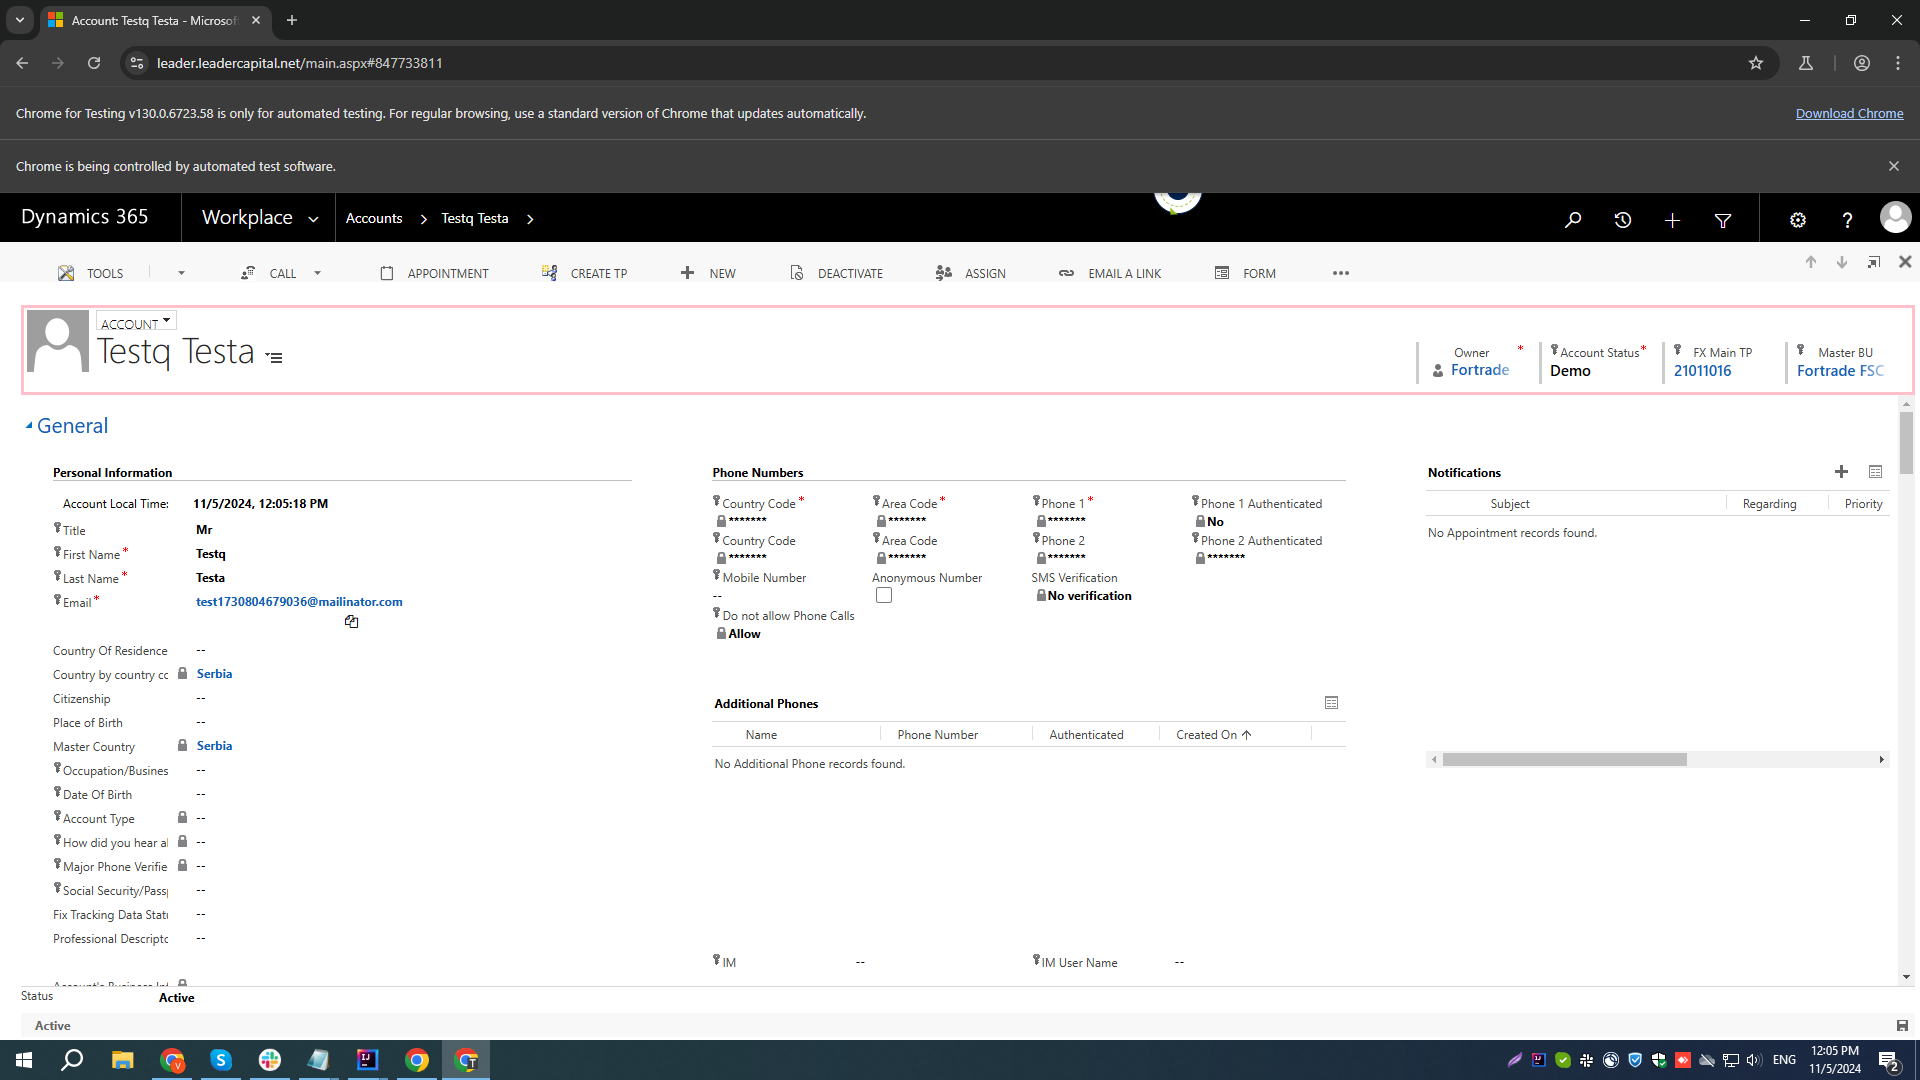 Account: Testq Testa - Microsof
leader.leadercapital.net/main.aspx#847733811
Chrome for Testing v130.0.6723.58 is only for automated testing. For regular browsing, use a standard version of Chrome that updates automatically.
Download Chrome
Chrome is being controlled by automated test software.
Dynamics 365
Workplace
Accounts
Testq Testa
TOOLS
CALL
APPOINTMENT
CREATE TP
NEW
DEACTIVATE
ASSIGN
EMAIL A LINK
FORM
ACCOUNT
Testq Testa
Owner *
Fortrade
Account Status *
Demo
FX Main TP
21011016
Master BU
Fortrade FSC
General
Personal Information
Account Local Time: 11/5/2024, 12:05:18 PM
Title Mr
First Name * Testq
Last Name * Testa
Email * test1730804679036@mailinator.com
Country Of Residence --
Country by country cc Serbia
Citizenship --
Place of Birth --
Master Country Serbia
Occupation/Busines --
Date Of Birth --
Account Type --
How did you hear al --
Major Phone Verifie --
Social Security/Pass --
Fix Tracking Data Stat --
Professional Descripto --
Phone Numbers
Country Code * Area Code * Phone 1 * Phone 1 Authenticated
******* ******* ******* No
Country Code Area Code Phone 2 Phone 2 Authenticated
******* ******* ******* *******
Mobile Number Anonymous Number SMS Verification
-- No verification
Do not allow Phone Calls
Allow
Additional Phones
Name Phone Number Authenticated Created On
No Additional Phone records found.
IM -- IM User Name --
Notifications
Subject Regarding Priority
No Appointment records found.
Status Active
Active
ENG
12:05 PM
11/5/2024
2